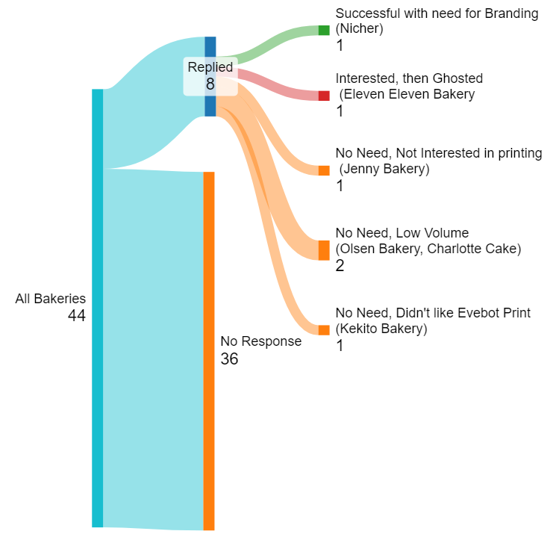 Successful with need for Branding
(Nicher)
1
Replied
8
Interested, then Ghosted
(Eleven Eleven Bakery
1
No Need, Not Interested in printing
(Jenny Bakery)
1
No Need, Low Volume
(Olsen Bakery, Charlotte Cake)
2
All Bakeries
44
No Need, Didn't like Evebot Print
(Kekito Bakery)
1
No Response
36